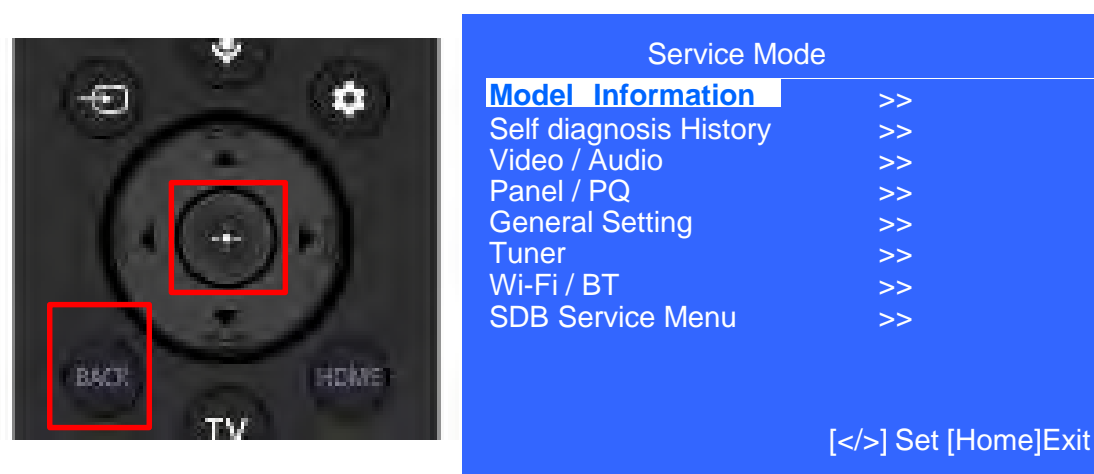 BACK
HOME
TV
Service Mode
Model Information >>
Self diagnosis History >>
Video / Audio >>
Panel / PQ >>
General Setting >>
Tuner >>
Wi-Fi / BT >>
SDB Service Menu >>
[</>] Set [Home]Exit